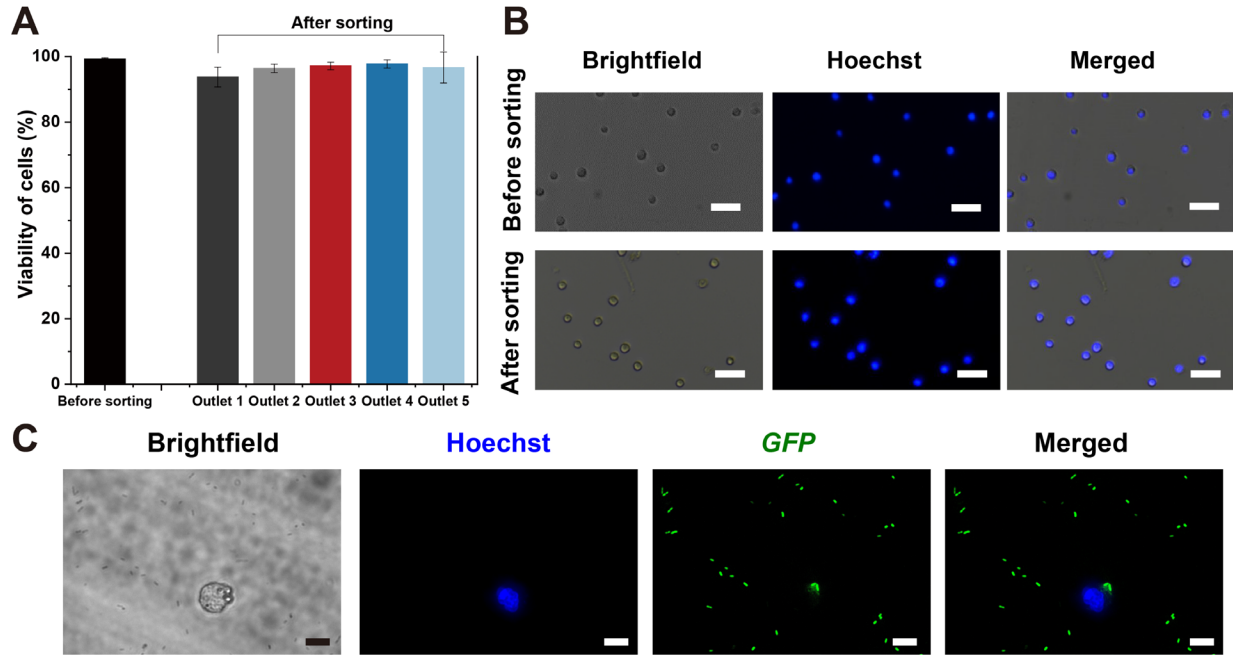 A
After sorting
Viability of cells (%)
100
80
60
40
20
0
Before sorting
Outlet 1
Outlet 2
Outlet 3
Outlet 4
Outlet 5
B
Brightfield
Hoechst
Merged
Before sorting
After sorting
C
Brightfield
Hoechst
GFP
Merged